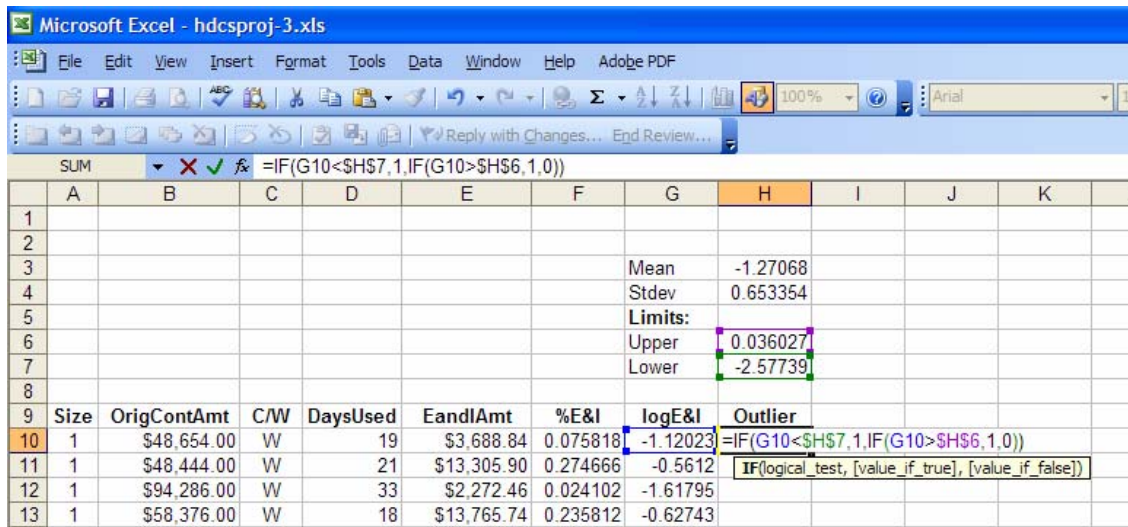 Microsoft Excel - hdcsproj-3.xls
File Edit View Insert Format Tools Data Window Help Adobe PDF
ABC Σ 100% Arial
Reply with Changes... End Review...
SUM fx =IF(G10<$H$7,1,IF(G10>$H$6,1,0))
A B C D E F G H I J K
1
2
3 Mean -1.27068
4 Stdev 0.653354
5 Limits:
6 Upper 0.036027
7 Lower -2.57739
8
9 Size OrigContAmt C/W DaysUsed EandIAmt %E&I logE&I Outlier
10 1 $48,654.00 W 19 $3,688.84 0.075818 -1.12023 =IF(G10<$H$7,1,IF(G10>$H$6,1,0))
11 1 $48,444.00 W 21 $13,305.90 0.274666 -0.5612 IF(logical_test, [value_if_true], [value_if_false])
12 1 $94,286.00 W 33 $2,272.46 0.024102 -1.61795
13 1 $58,376.00 W 18 $13,765.74 0.235812 -0.62743